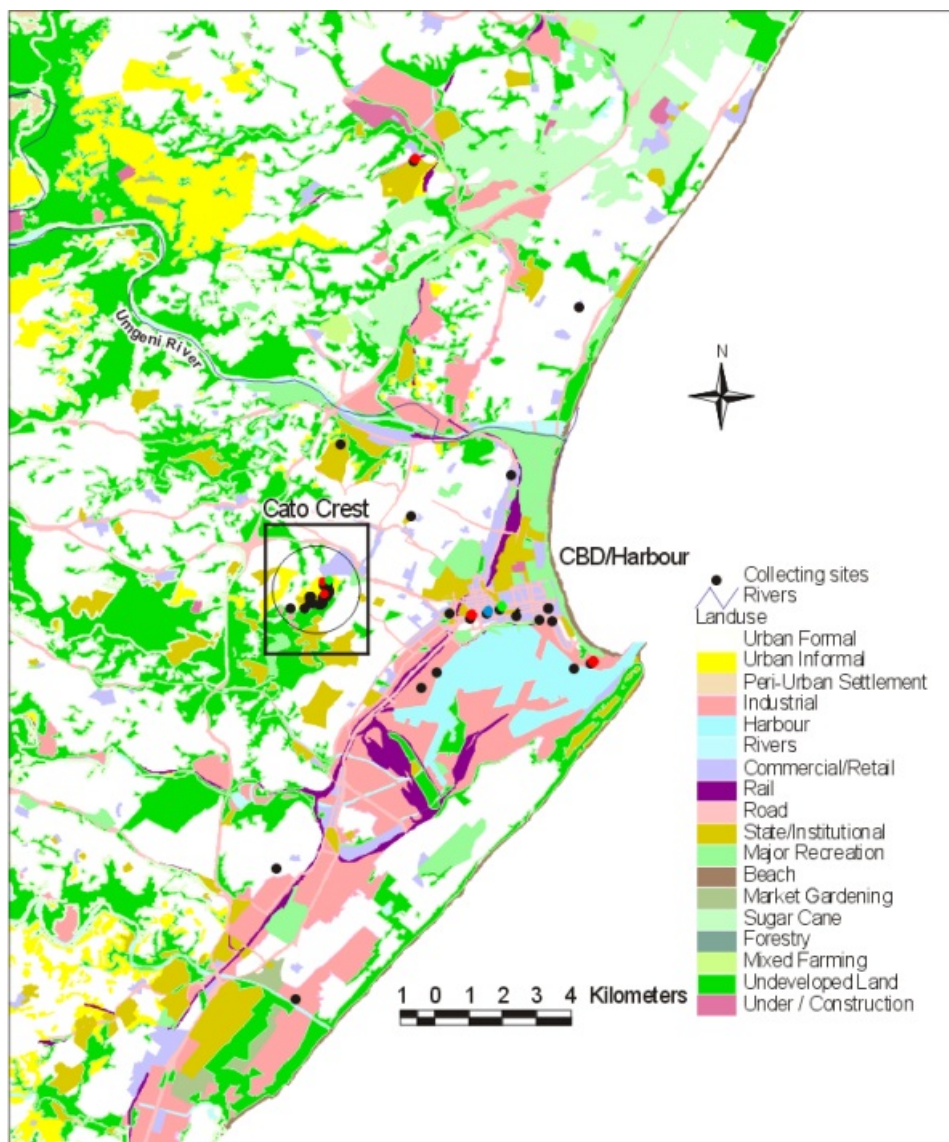 Umgeni River
N
Cato Crest
CBD/Harbour
Collecting sites
Rivers
Landuse
Urban Formal
Urban Informal
Peri-Urban Settlement
Industrial
Harbour
Rivers
Commercial/Retail
Rail
Road
State/Institutional
Major Recreation
Beach
Market Gardening
Sugar Cane
Forestry
Mixed Farming
Undeveloped Land
Under / Construction
1 0 1 2 3 4 Kilometers